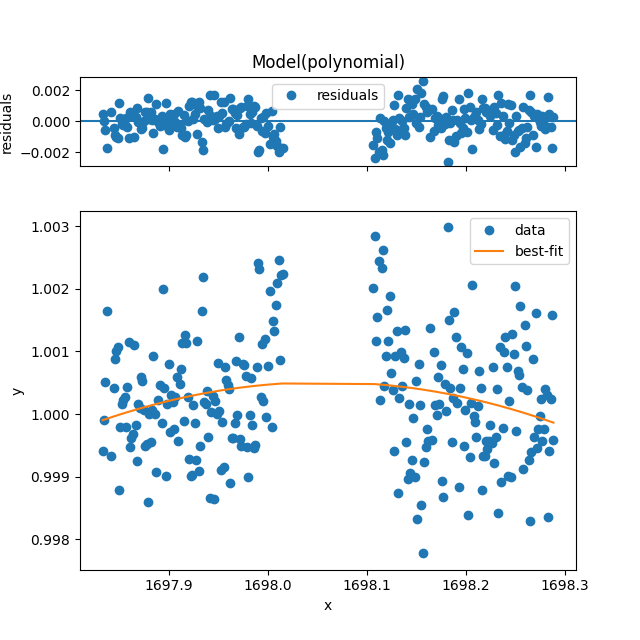 Model(polynomial)
residuals
0.002
0.000
−0.002
residuals
1.003
1.002
1.001
1.000
0.999
0.998
y
data
best-fit
1697.9 1698.0 1698.1 1698.2 1698.3
x